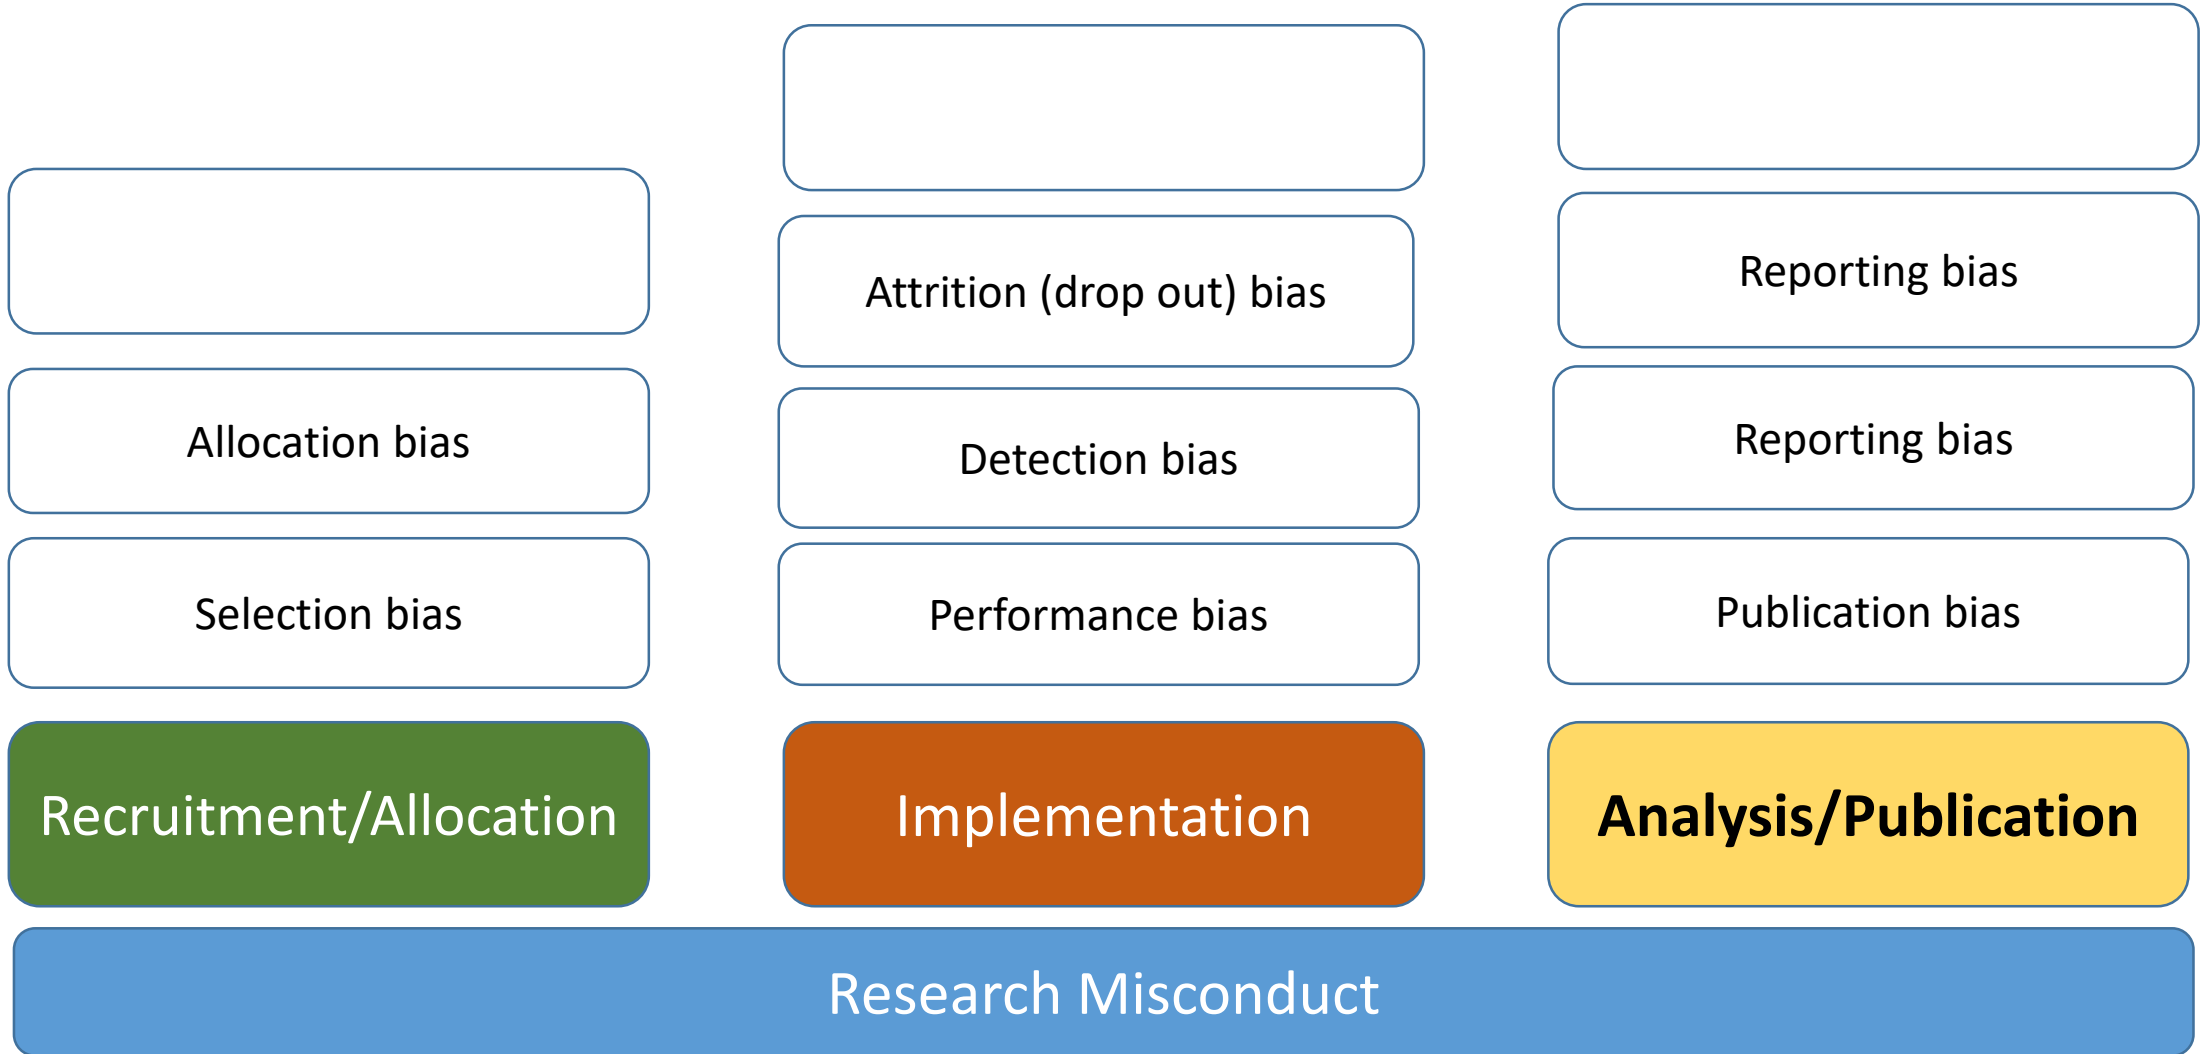 Allocation bias
Selection bias
Recruitment/Allocation
Attrition (drop out) bias
Detection bias
Performance bias
Implementation
Reporting bias
Reporting bias
Publication bias
Analysis/Publication
Research Misconduct